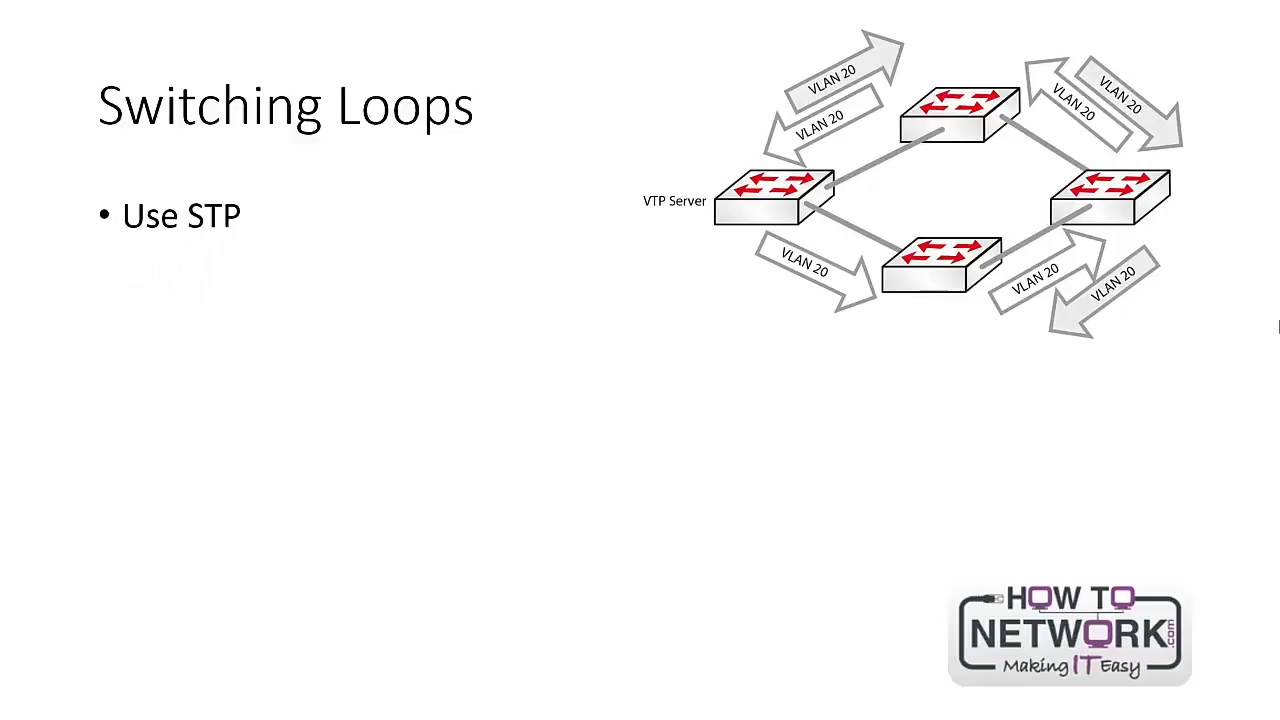 Switching Loops
• Use STP
VLAN 20
VLAN 20
VLAN 20
VLAN 20
VTP Server
VLAN 20
VLAN 20
VLAN 20
HOW TO
NETWORK.com
Making IT Easy